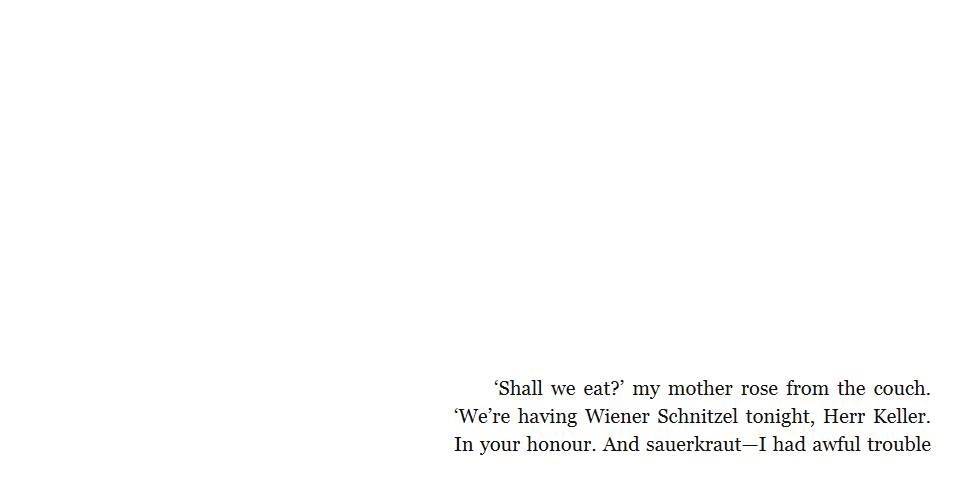 ‘Shall we eat?’ my mother rose from the couch.
‘We’re having Wiener Schnitzel tonight, Herr Keller.
In your honour. And sauerkraut—I had awful trouble